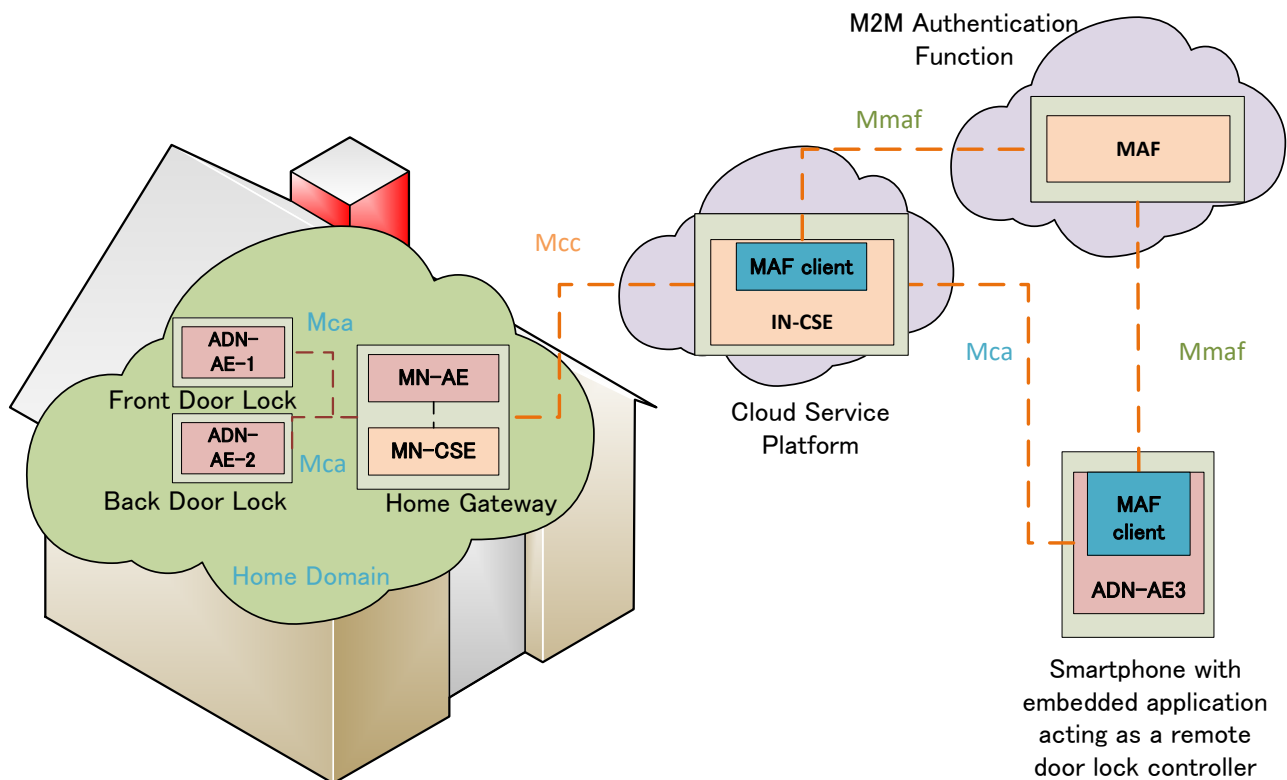 M2M Authentication
Function
Mmaf
MAF
Mcc
MAF client
IN-CSE
Mca
ADN-
AE-1
Front Door Lock
MN-AE
Mca
Mmaf
ADN-
AE-2
Mca
MN-CSE
Back Door Lock
Home Gateway
Cloud Service
Platform
MAF
client
Home Domain
ADN-AE3
Smartphone with
embedded application
acting as a remote
door lock controller